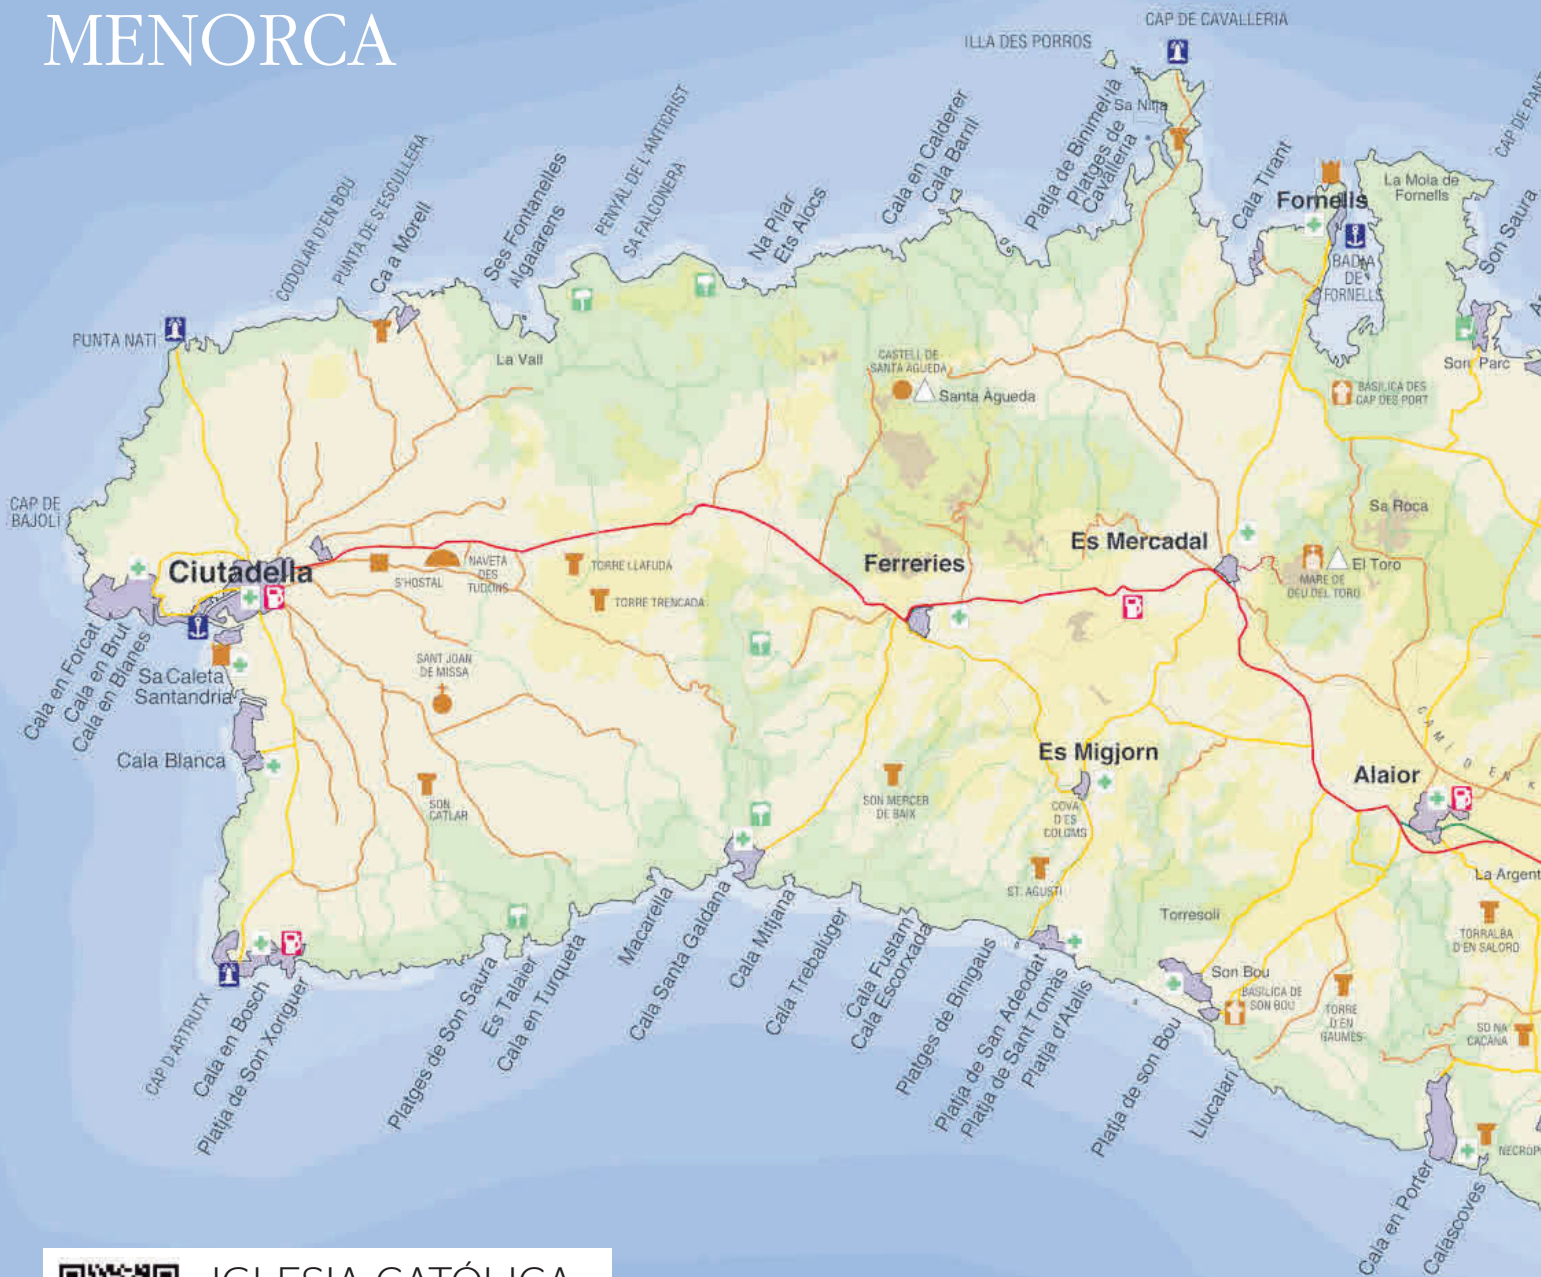 MENORCA
CAP DE CAVALLERIA
ILLA DES PORROS
Sa Nitja
Platja de Binimel·là
Platges de
Cavalleria
Cala en Calderer
Cala Barril
Cala Tirant
Fornells
La Mola de
Fornells
Son Saura
BADIA
DE
FORNELLS
CODOLAR D'EN BOU
PUNTA DE S'ESCULLERA
Ca a Morell
Ses Fontanelles
Algaiarens
PENYAL DE L'ANTICRIST
SA FALCONERA
Na Pilar
Ets Alocs
PUNTA NATI
La Vall
CASTELL DE
SANTA AGUEDA
Santa Àgueda
Son Parc
BASILICA DES
CAP DES PORT
CAP DE
BAJOLÍ
Sa Roca
Ciutadella
S'HOSTAL
NAVETA
DES
TUDONS
TORRE LLAFUDA
TORRE TRENCADA
Ferreries
Es Mercadal
El Toro
MARE DE
DEU DEL TORO
Cala en Forcat
Cala en Brut
Cala en Blanes
Sa Caleta
Santandria
SANT JOAN
DE MISSA
Cala Blanca
SON
CATLAR
SON MERCER
DE BAIX
Es Migjorn
COVA
D'ES
COLOMS
CAMÍ D'EN K
Alaior
ST. AGUSTÍ
La Argent
Torresoli
TORRALBA
D'EN SALORD
Son Bou
BASILICA DE
SON BOU
TORRE
D'EN
GAUMES
SO NA
CAÇANA
CAP D'ARTRUTX
Cala en Bosch
Platja de Son Xoriguer
Platges de Son Saura
Es Talaier
Cala en Turqueta
Macarella
Cala Santa Galdana
Cala Mitjana
Cala Trebaluger
Cala Fustam
Cala Escorxada
Platges de Binigaus
Platja de San Adeodat
Platja de Sant Tomàs
Platja d'Atalis
Platja de son Bou
Llucalari
Cala en Porter
Calascoves
NECRÒP
IGLESIA CATÓLICA